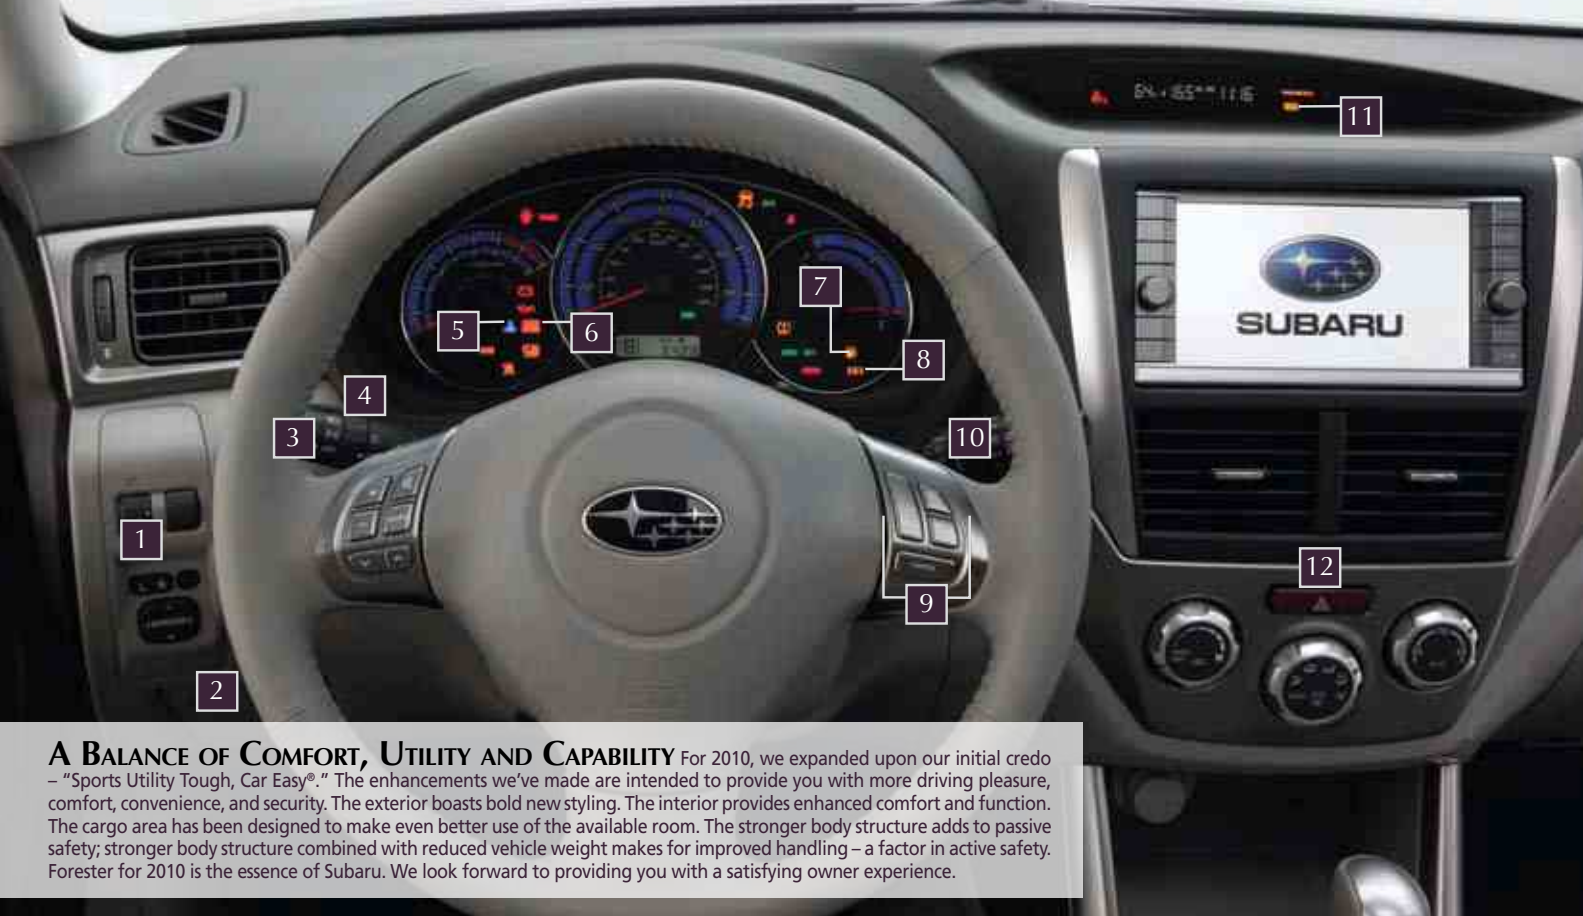 11
7
5
6
8
4
3
10
SUBARU
1
12
9
2
A BALANCE OF COMFORT, UTILITY AND CAPABILITY For 2010, we expanded upon our initial credo
– “Sports Utility Tough, Car Easy®.” The enhancements we’ve made are intended to provide you with more driving pleasure,
comfort, convenience, and security. The exterior boasts bold new styling. The interior provides enhanced comfort and function.
The cargo area has been designed to make even better use of the available room. The stronger body structure adds to passive
safety; stronger body structure combined with reduced vehicle weight makes for improved handling – a factor in active safety.
Forester for 2010 is the essence of Subaru. We look forward to providing you with a satisfying owner experience.